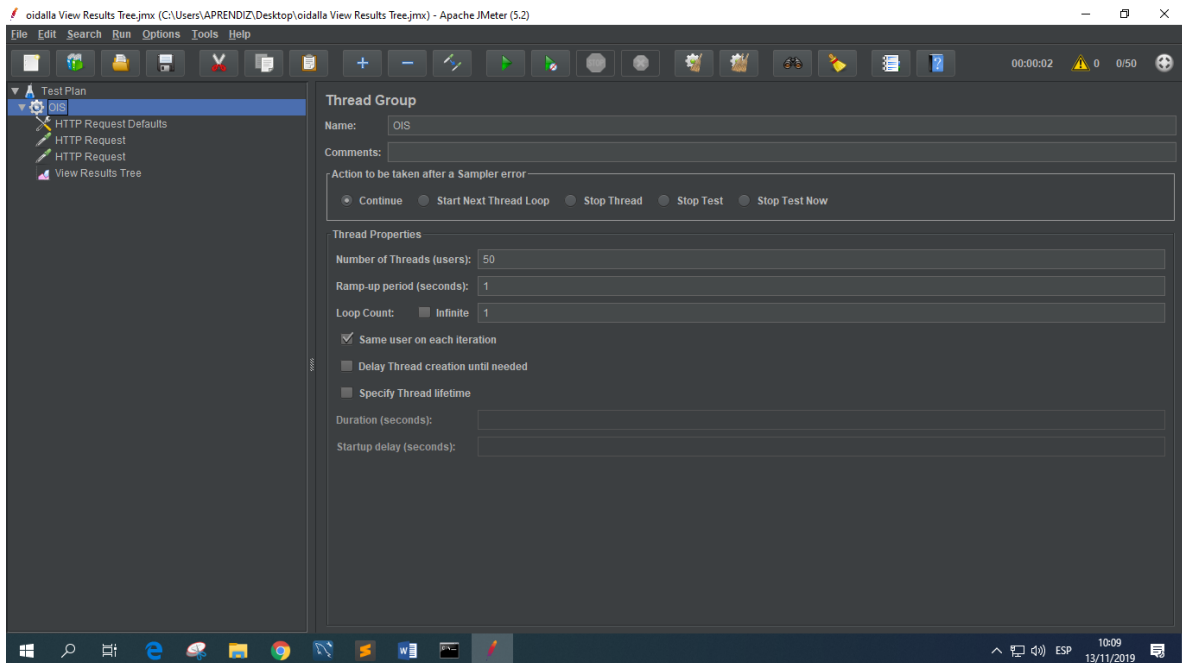 oidalla View Results Tree.jmx (C:\Users\APRENDIZ\Desktop\oidalla View Results Tree.jmx) - Apache JMeter (5.2)
File Edit Search Run Options Tools Help
00:00:02 0 0/50
Test Plan
OIS
HTTP Request Defaults
HTTP Request
HTTP Request
View Results Tree
Thread Group
Name: OIS
Comments:
Action to be taken after a Sampler error
Continue Start Next Thread Loop Stop Thread Stop Test Stop Test Now
Thread Properties
Number of Threads (users): 50
Ramp-up period (seconds): 1
Loop Count: Infinite 1
Same user on each iteration
Delay Thread creation until needed
Specify Thread lifetime
Duration (seconds):
Startup delay (seconds):
ESP
10:09
13/11/2019